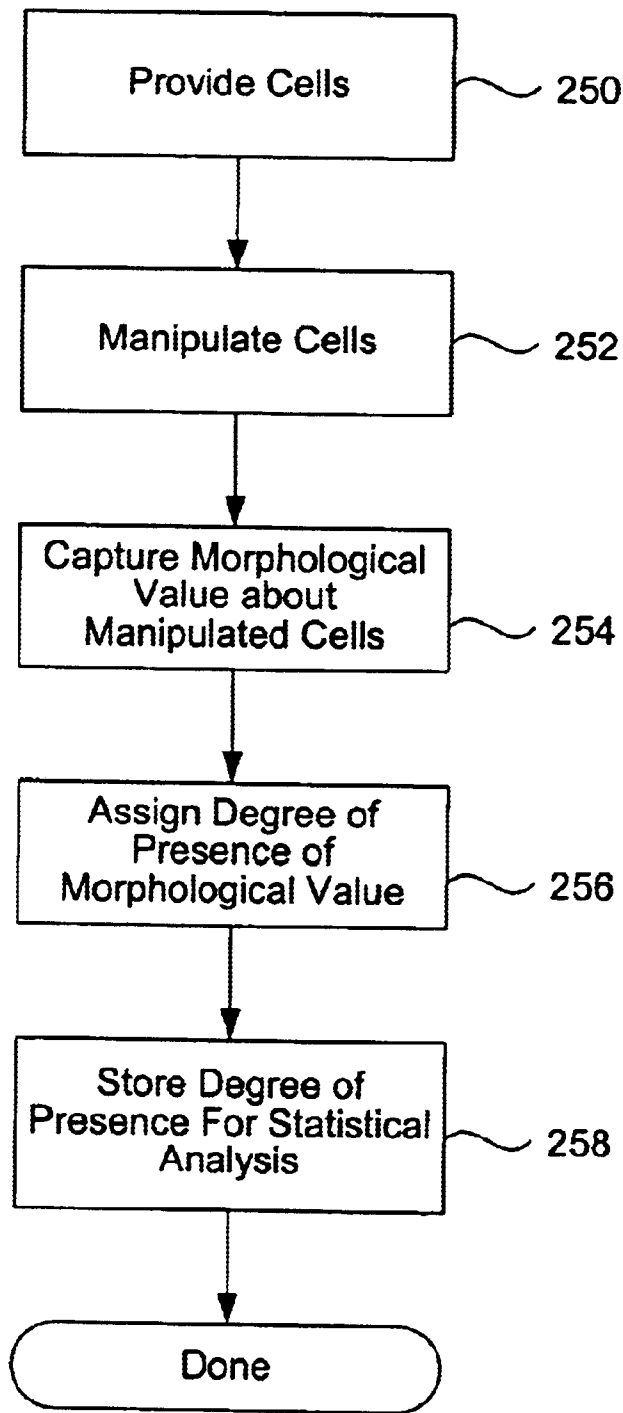 Provide Cells
250
Manipulate Cells
252
Capture Morphological
Value about
Manipulated Cells
254
Assign Degree of
Presence of
Morphological Value
256
Store Degree of
Presence For Statistical
Analysis
258
Done